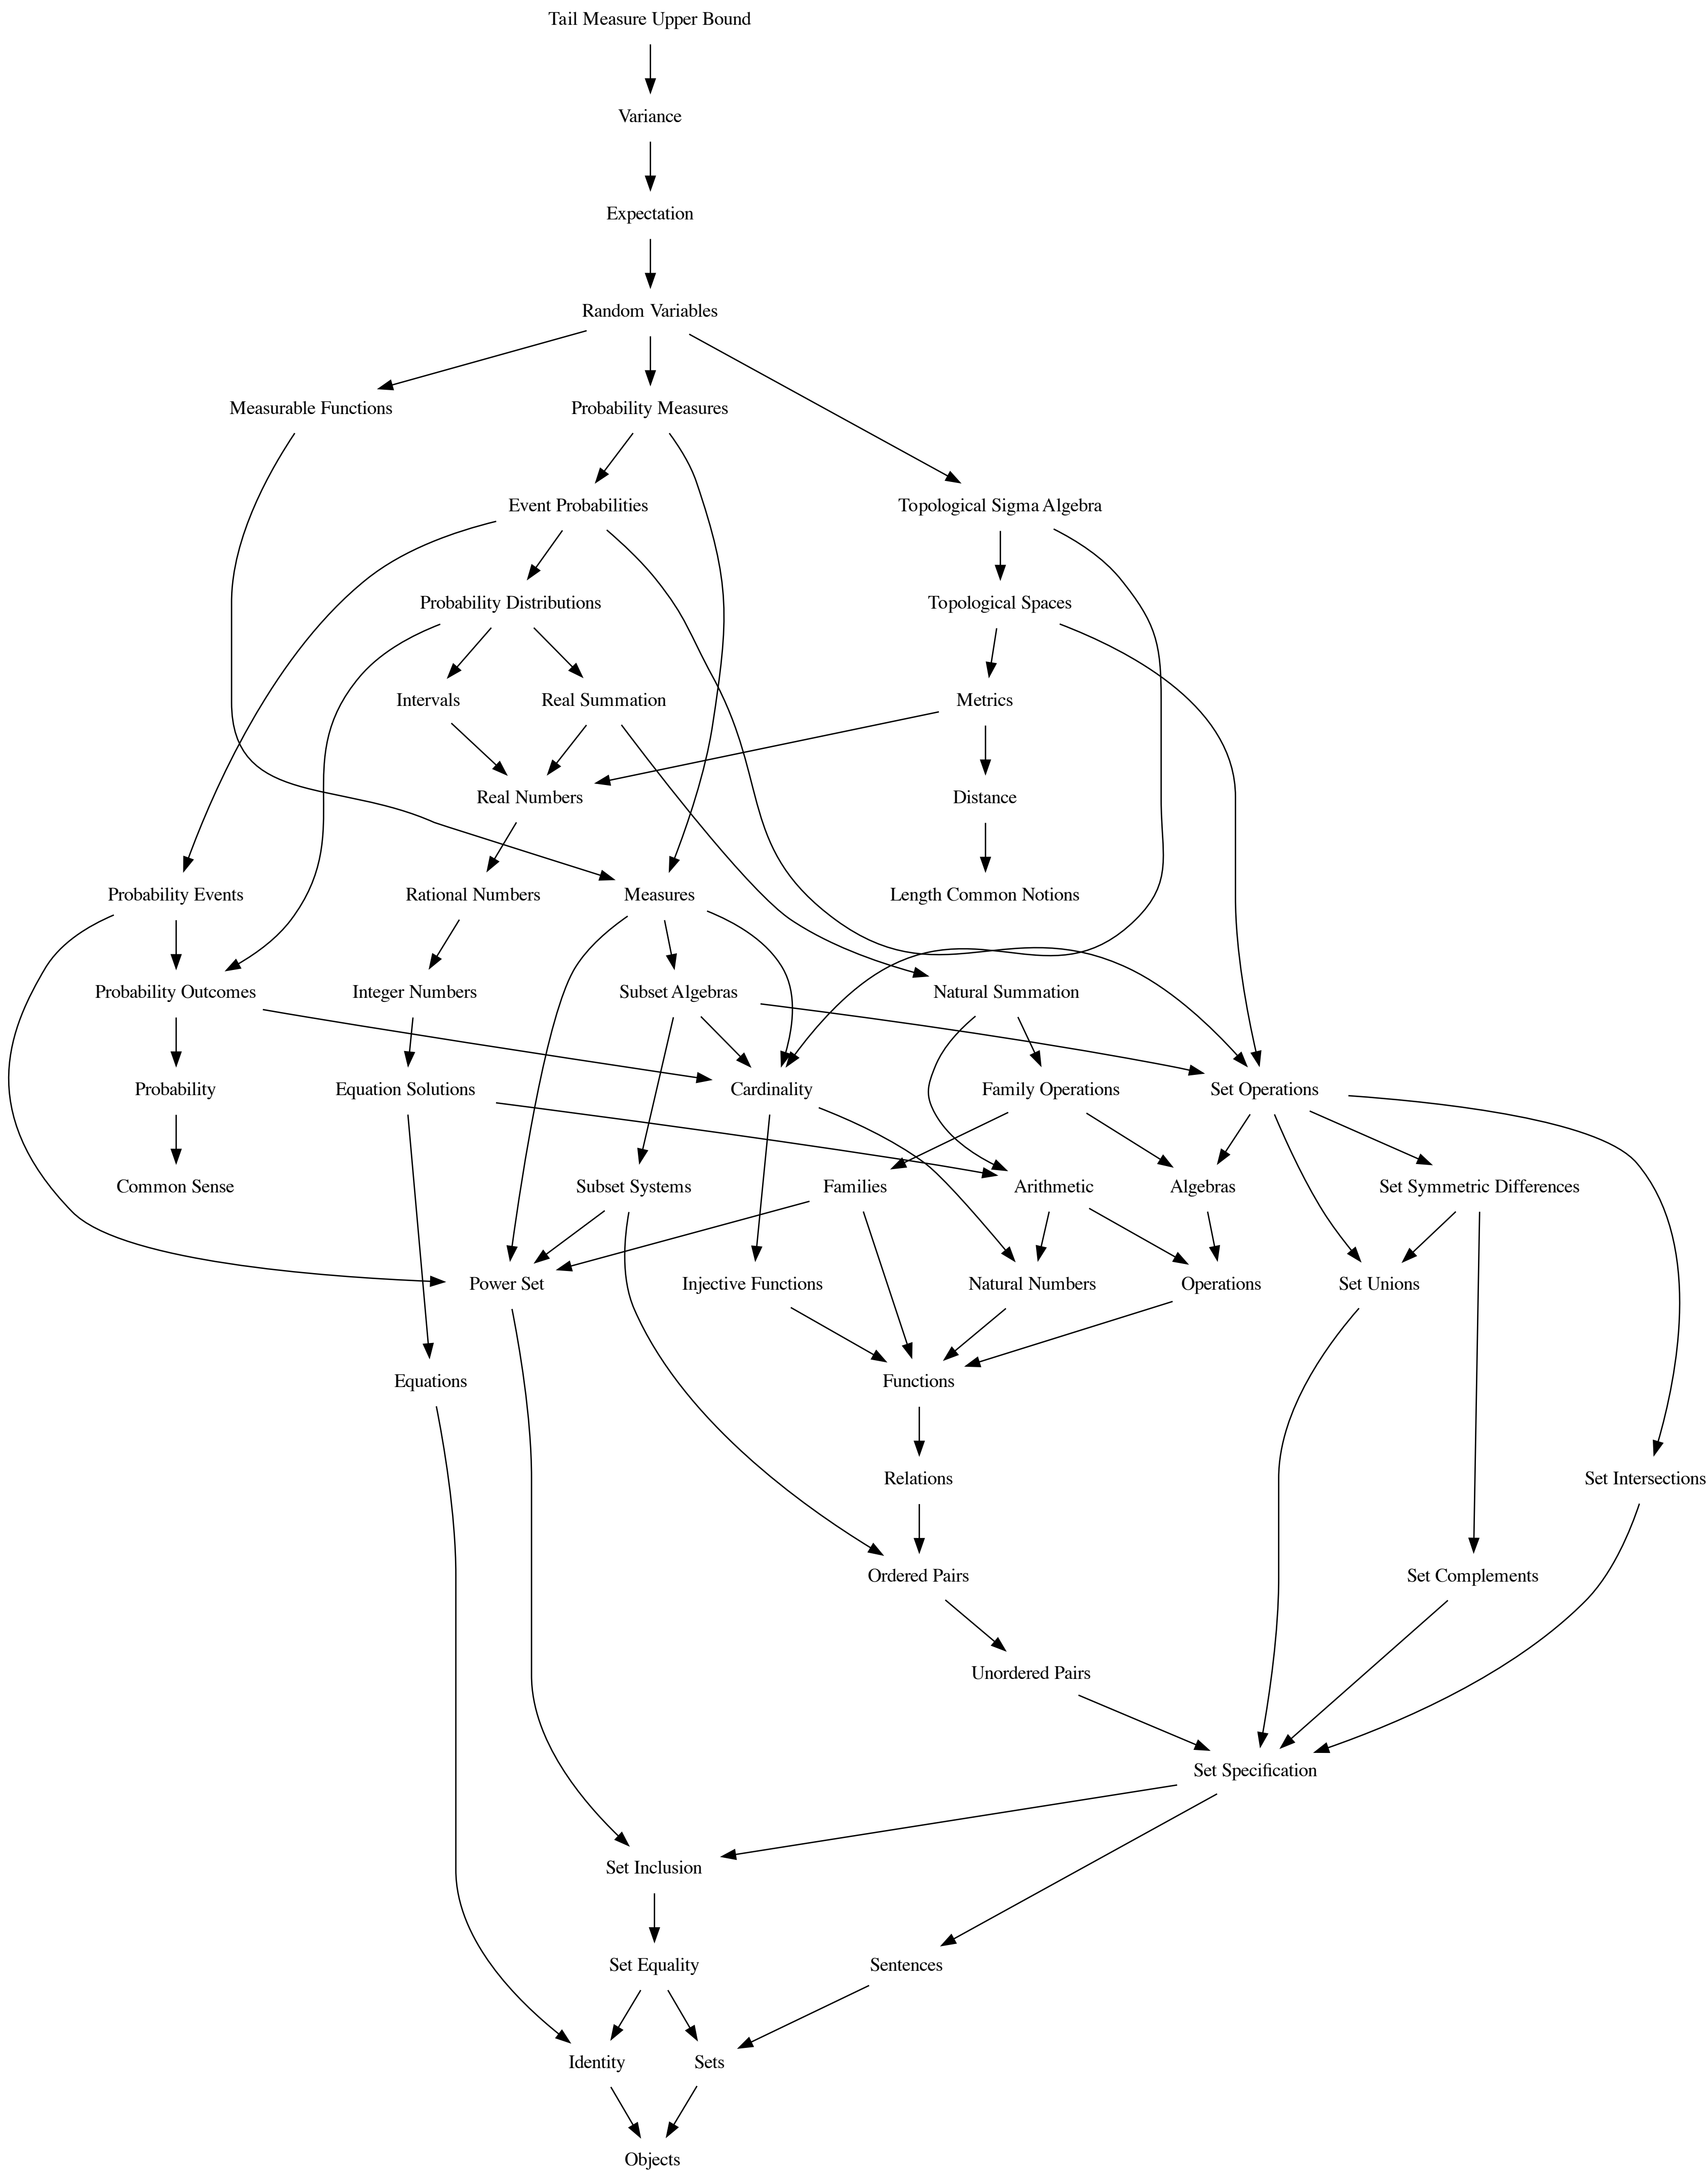 Tail Measure Upper Bound
Variance
Expectation
Random Variables
Measurable Functions
Probability Measures
Event Probabilities
Topological Sigma Algebra
Probability Distributions
Topological Spaces
Intervals
Real Summation
Metrics
Real Numbers
Distance
Probability Events
Rational Numbers
Measures
Length Common Notions
Probability Outcomes
Integer Numbers
Subset Algebras
Natural Summation
Probability
Equation Solutions
Cardinality
Family Operations
Set Operations
Common Sense
Subset Systems
Families
Arithmetic
Algebras
Set Symmetric Differences
Power Set
Injective Functions
Natural Numbers
Operations
Set Unions
Equations
Functions
Relations
Set Intersections
Ordered Pairs
Set Complements
Unordered Pairs
Set Specification
Set Inclusion
Set Equality
Sentences
Identity
Sets
Objects